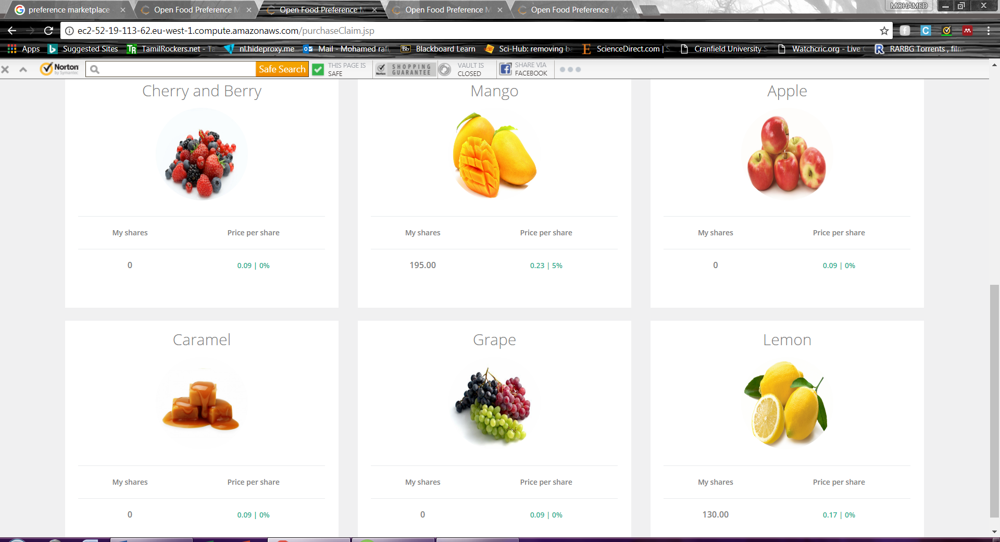 preference marketplace
Open Food Preference M
Open Food Preference M
Open Food Preference M
Open Food Preference M
MOHAMED
ec2-52-19-113-62.eu-west-1.compute.amazonaws.com/purchaseClaim.jsp
Apps
Suggested Sites
TamilRockers.net - Ta
nl.hideproxy.me
Mail - Mohamed rafi
Bb Blackboard Learn
Sci-Hub: removing ba
ScienceDirect.com | S
Cranfield University S
Watchcric.org - Live C
RARBG Torrents , film
Norton
by Symantec
Safe Search
THIS PAGE IS
SAFE
Norton
SHOPPING
GUARANTEE
VAULT IS
CLOSED
SHARE VIA
FACEBOOK
Cherry and Berry
My shares Price per share
0 0.09 | 0%
Mango
My shares Price per share
195.00 0.23 | 5%
Apple
My shares Price per share
0 0.09 | 0%
Caramel
My shares Price per share
0 0.09 | 0%
Grape
My shares Price per share
0 0.09 | 0%
Lemon
My shares Price per share
130.00 0.17 | 0%